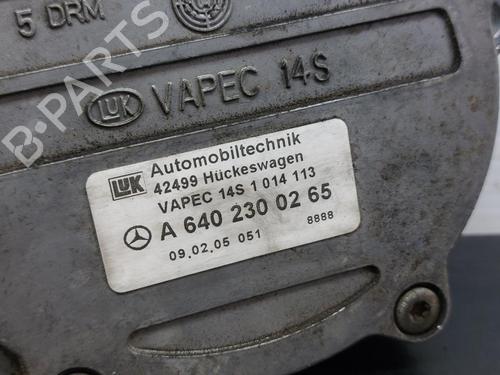 5 DRM
LUK VAPEC 14S
B-PARTS
LUK Automobiltechnik
42499 Hückeswagen
VAPEC 14S 1 014 113
A 640 230 02 65
09.02.05 051 8888